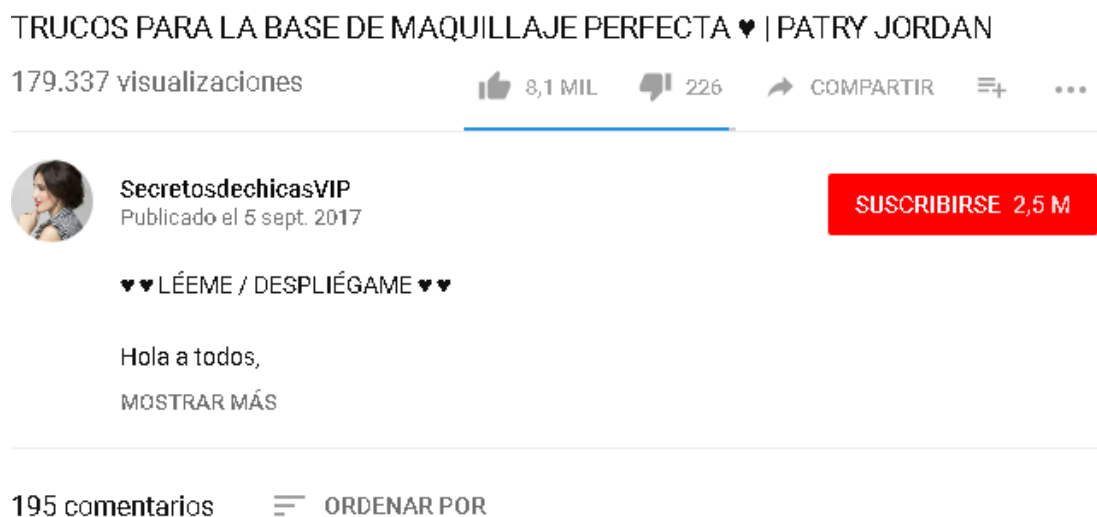 TRUCOS PARA LA BASE DE MAQUILLAJE PERFECTA ♥ | PATRY JORDAN
179.337 visualizaciones 8,1 MIL 226 COMPARTIR
SecretosdechicasVIP
Publicado el 5 sept. 2017
SUSCRIBIRSE 2,5 M
♥ ♥ LÉEME / DESPLIÉGAME ♥ ♥
Hola a todos,
MOSTRAR MÁS
195 comentarios ORDENAR POR